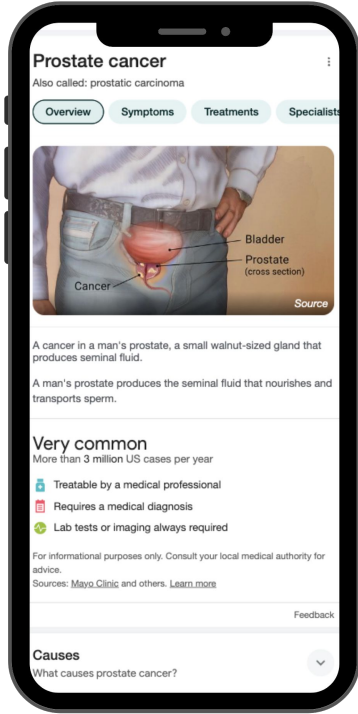 Prostate cancer
Also called: prostatic carcinoma
Overview
Symptoms
Treatments
Specialists
Bladder
Prostate
(cross section)
Cancer
Source
A cancer in a man's prostate, a small walnut-sized gland that
produces seminal fluid.
A man's prostate produces the seminal fluid that nourishes and
transports sperm.
Very common
More than 3 million US cases per year
Treatable by a medical professional
Requires a medical diagnosis
Lab tests or imaging always required
For informational purposes only. Consult your local medical authority for
advice.
Sources: Mayo Clinic and others. Learn more
Feedback
Causes
What causes prostate cancer?